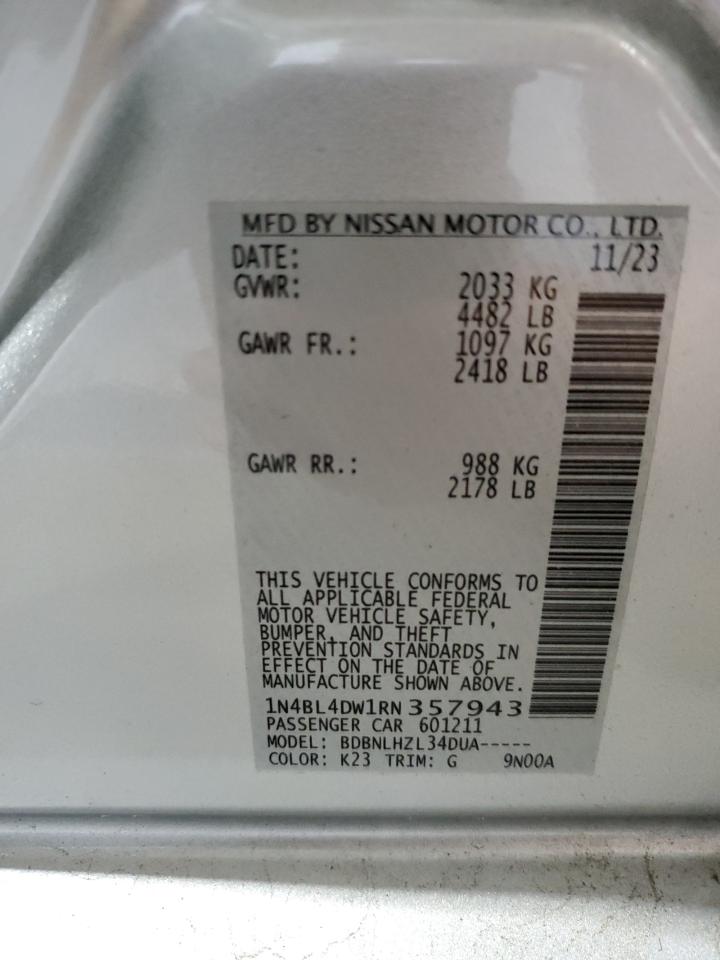 MFD BY NISSAN MOTOR CO., LTD.
DATE: 11/23
GVWR: 2033 KG
4482 LB
GAWR FR.: 1097 KG
2418 LB
GAWR RR.: 988 KG
2178 LB
THIS VEHICLE CONFORMS TO
ALL APPLICABLE FEDERAL
MOTOR VEHICLE SAFETY,
BUMPER, AND THEFT
PREVENTION STANDARDS IN
EFFECT ON THE DATE OF
MANUFACTURE SHOWN ABOVE.
1N4BL4DW1RN357943
PASSENGER CAR 601211
MODEL: BDBNLHZL34DUA-----
COLOR: K23 TRIM: G 9N00A